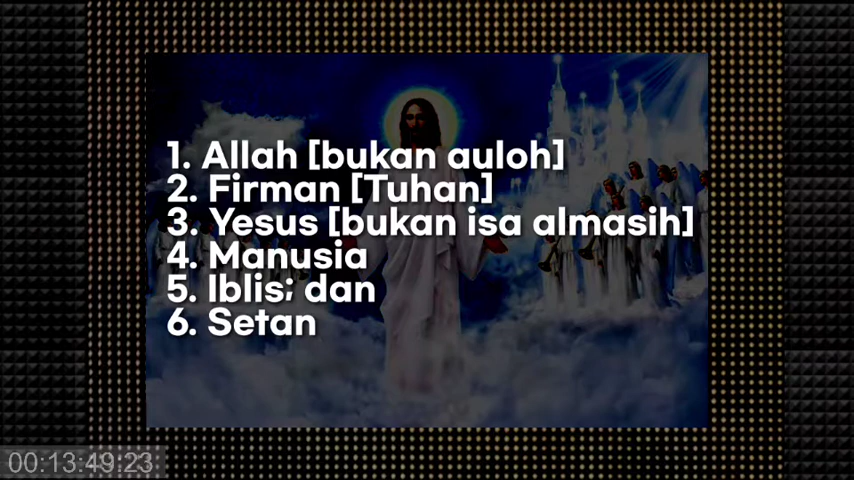 1. Allah [bukan auloh]
2. Firman [Tuhan]
3. Yesus [bukan isa almasih]
4. Manusia
5. Iblis; dan
6. Setan
00:13:49:23